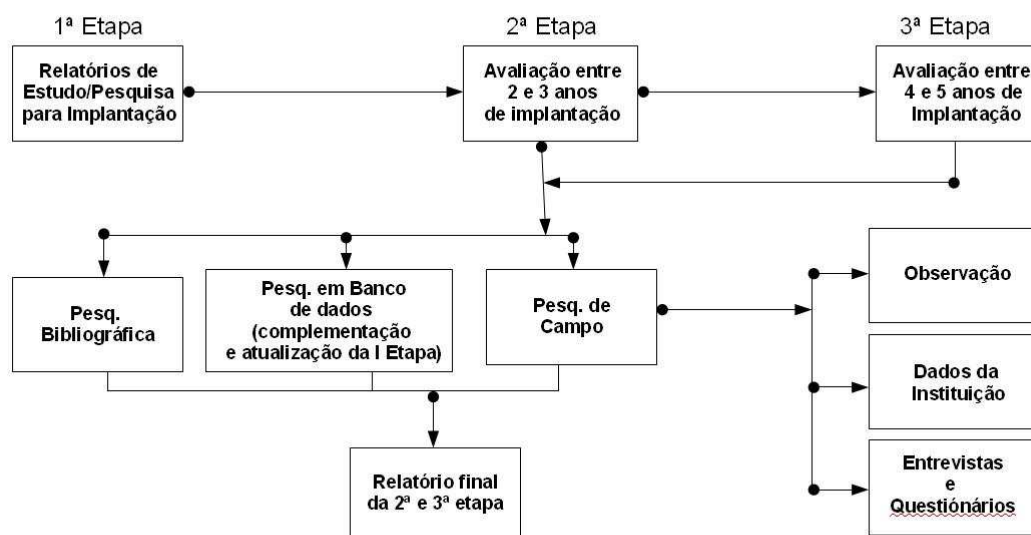 1ª Etapa
2ª Etapa
3ª Etapa
Relatórios de
Estudo/Pesquisa
para Implantação
Avaliação entre
2 e 3 anos
de implantação
Avaliação entre
4 e 5 anos de
Implantação
Pesq.
Bibliográfica
Pesq. em Banco
de dados
(complementação
e atualização da I Etapa)
Pesq. de
Campo
Observação
Dados da
Instituição
Entrevistas
e
Questiónários
Relatório final
da 2ª e 3ª etapa